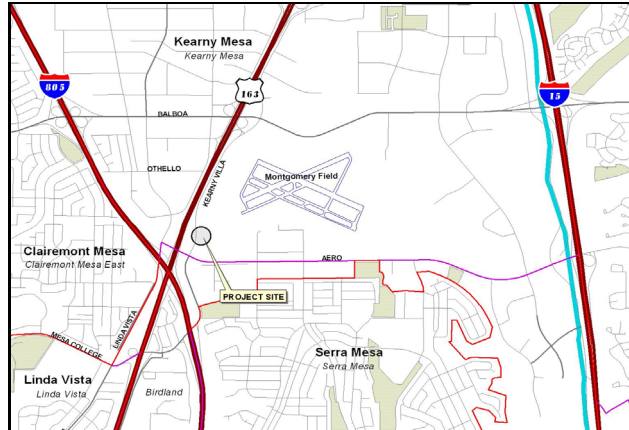 Kearny Mesa
Kearny Mesa
805
163
15
BALBOA
OTHELLO
KEARNY VILLA
Montgomery Field
Clairemont Mesa
Clairemont Mesa East
AERO
PROJECT SITE
LINDA VISTA
MESA COLLEGE
Serra Mesa
Serra Mesa
Linda Vista
Linda Vista
Birdland